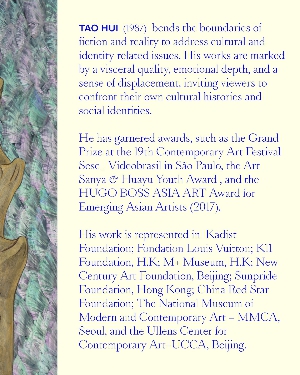 TAO HUI (1987) bends the boundaries of
fiction and reality to address cultural and
identity related issues. His works are marked
by a visceral quality, emotional depth, and a
sense of displacement, inviting viewers to
confront their own cultural histories and
social identities.
He has garnered awards, such as the Grand
Prize at the 19th Contemporary Art Festival
Sesc_Videobrasil in São Paulo, the Art
Sanya & Huayu Youth Award , and the
HUGO BOSS ASIA ART Award for
Emerging Asian Artists (2017).
His work is represented in Kadist
Foundation; Fondation Louis Vuitton; K11
Foundation, H.K; M+ Museum, H.K; New
Century Art Foundation, Beijing; Sunpride
Foundation, Hong Kong; China Red Star
Foundation; The National Museum of
Modern and Contemporary Art – MMCA,
Seoul, and the Ullens Center for
Contemporary Art UCCA, Beijing.